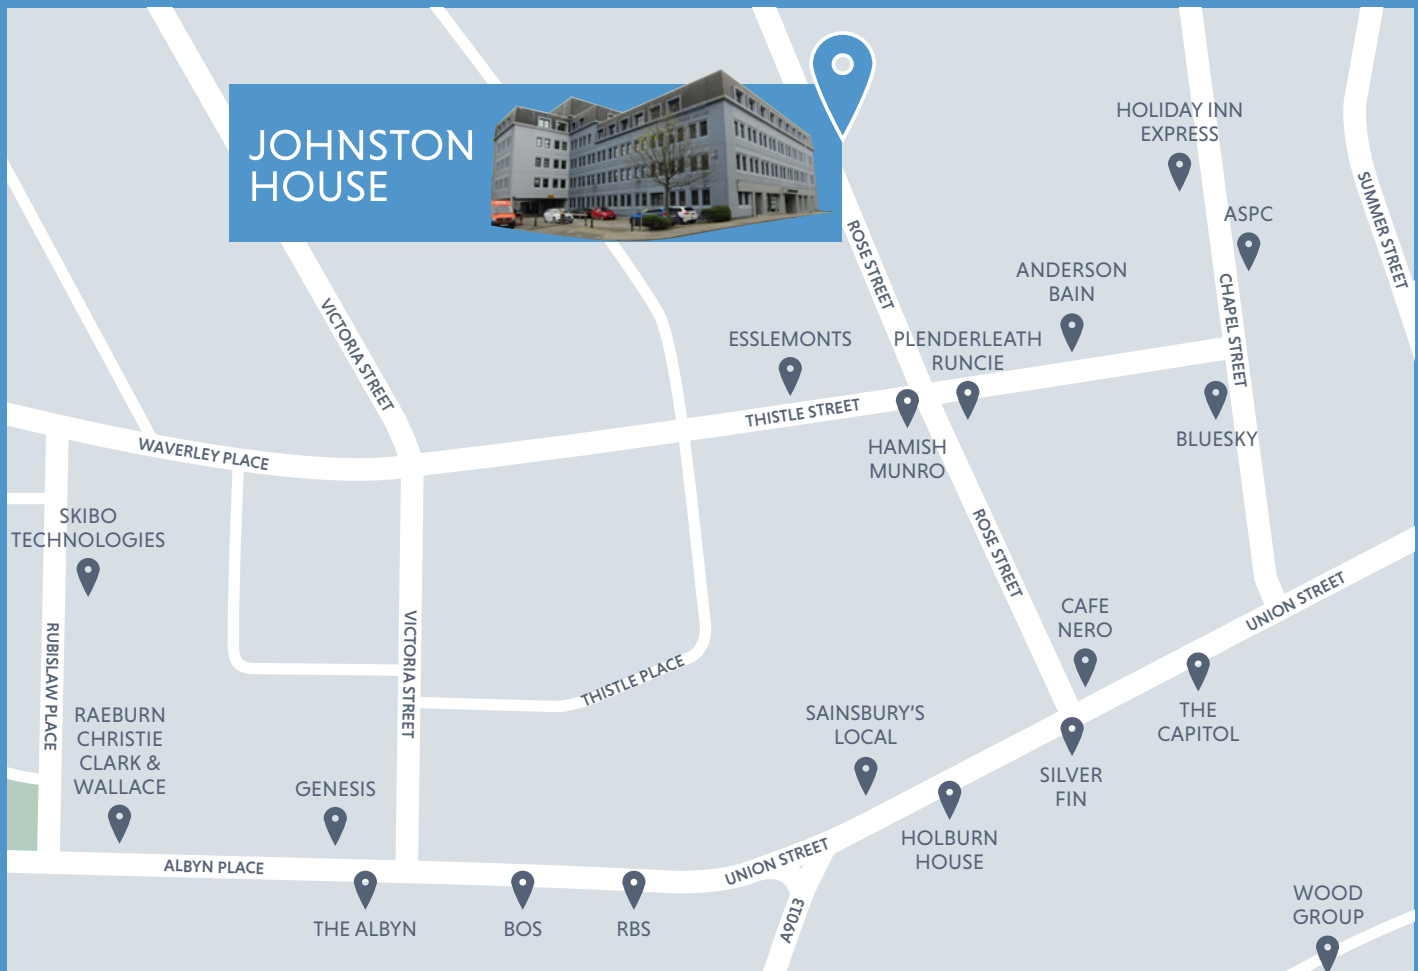 JOHNSTON
HOUSE
HOLIDAY INN
EXPRESS
ASPC
SUMMER STREET
ROSE STREET
ANDERSON
BAIN
CHAPEL STREET
VICTORIA STREET
ESSLEMONTS
PLENDERLEATH
RUNCIE
THISTLE STREET
HAMISH
MUNRO
BLUESKY
WAVERLEY PLACE
SKIBO
TECHNOLOGIES
ROSE STREET
UNION STREET
CAFE
NERO
RUBISLAW PLACE
VICTORIA STREET
THISTLE PLACE
RAEBURN
CHRISTIE
CLARK &
WALLACE
SAINSBURY'S
LOCAL
THE
CAPITOL
SILVER
FIN
GENESIS
HOLBURN
HOUSE
ALBYN PLACE
UNION STREET
A9013
THE ALBYN
BOS
RBS
WOOD
GROUP